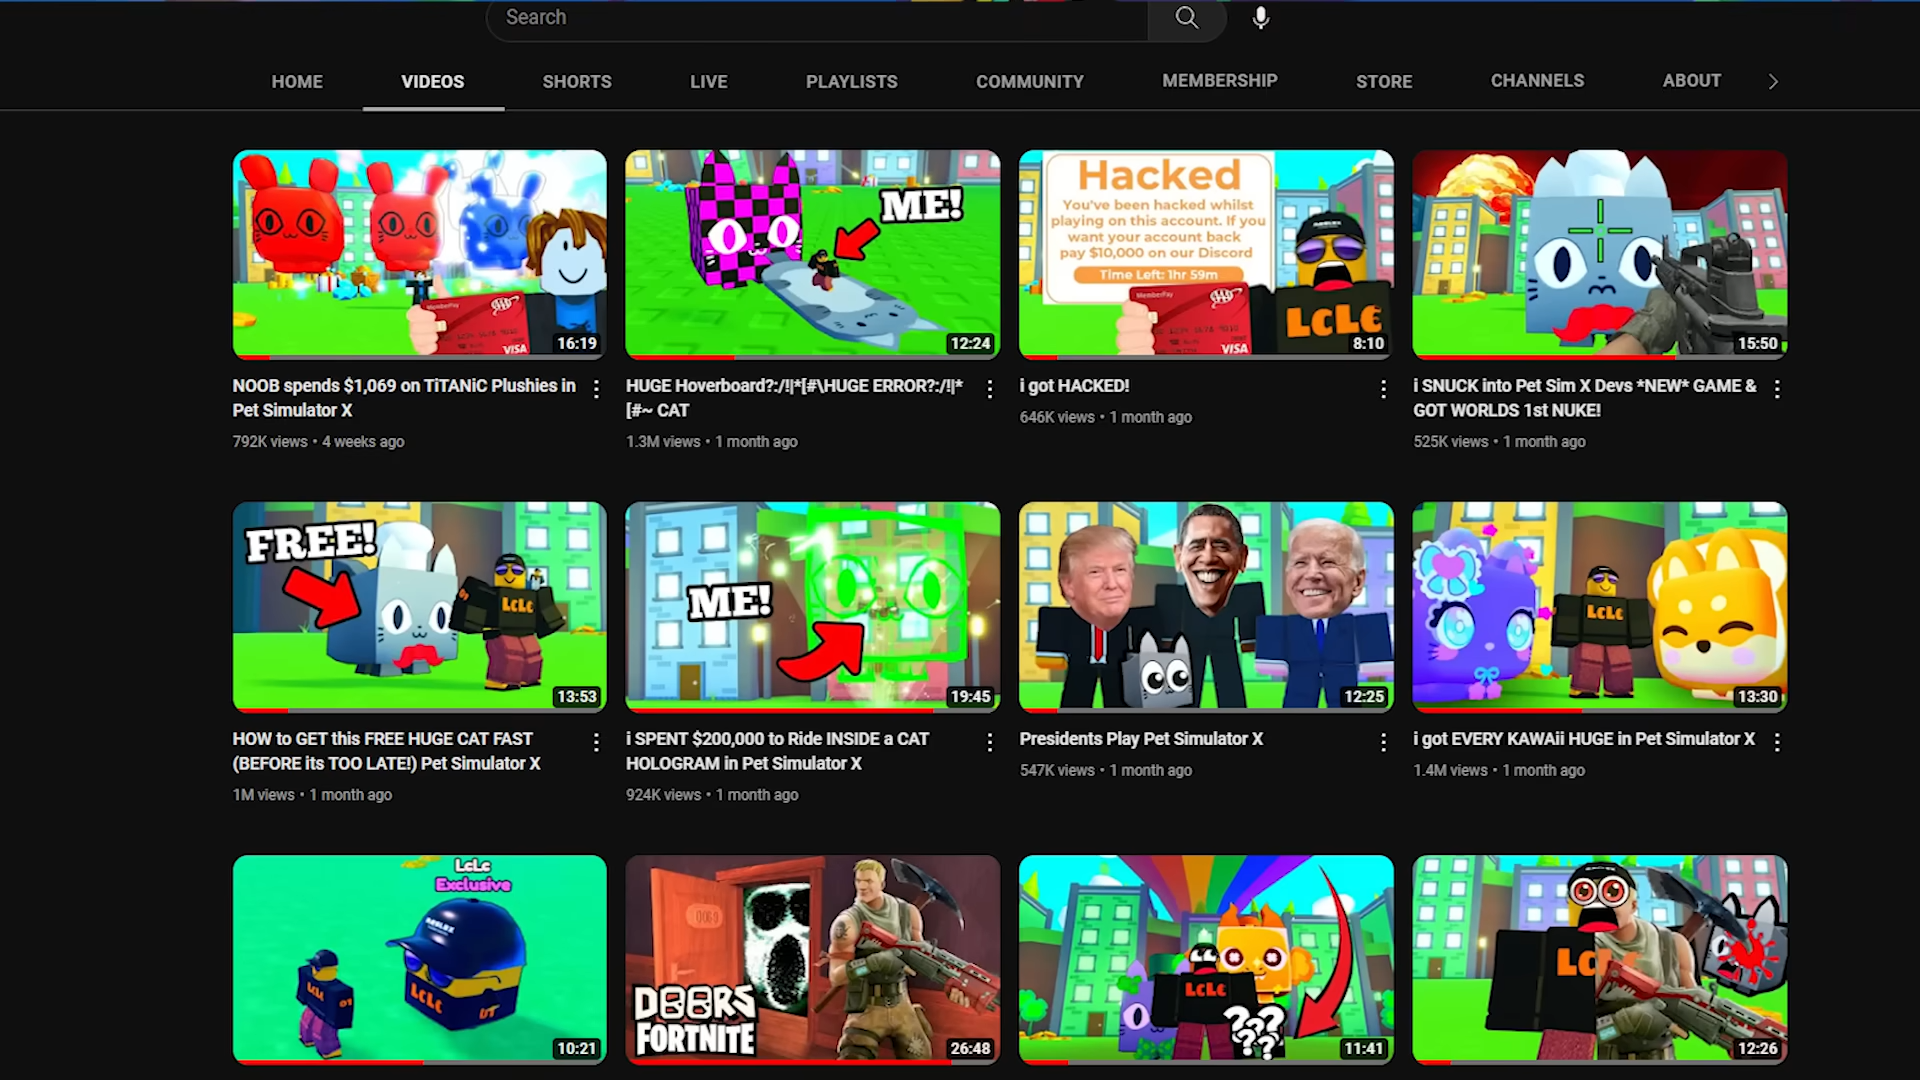 Search
HOME VIDEOS SHORTS LIVE PLAYLISTS COMMUNITY MEMBERSHIP STORE CHANNELS ABOUT
VISA
16:19
ME!
12:24
Hacked
You've been hacked whilst
playing on this account. If you
want your account back
pay $10,000 on our Discord
Time Left: 1hr 59m
LcLc
VISA
8:10
15:50
NOOB spends $1,069 on TiTANiC Plushies in
Pet Simulator X
792K views • 4 weeks ago
HUGE Hoverboard?:/!|*[#\HUGE ERROR?:/!|*
[#~ CAT
1.3M views • 1 month ago
i got HACKED!
646K views • 1 month ago
i SNUCK into Pet Sim X Devs *NEW* GAME &
GOT WORLDS 1st NUKE!
525K views • 1 month ago
FREE!
LcLc
13:53
ME!
19:45
12:25
LcLc
13:30
HOW to GET this FREE HUGE CAT FAST
(BEFORE its TOO LATE!) Pet Simulator X
1M views • 1 month ago
i SPENT $200,000 to Ride INSIDE a CAT
HOLOGRAM in Pet Simulator X
924K views • 1 month ago
Presidents Play Pet Simulator X
547K views • 1 month ago
i got EVERY KAWAii HUGE in Pet Simulator X
1.4M views • 1 month ago
LcLc
Exclusive
LcLc
LcLc
10:21
DOORS
FORTNITE
26:48
LcLc
???
11:41
12:26